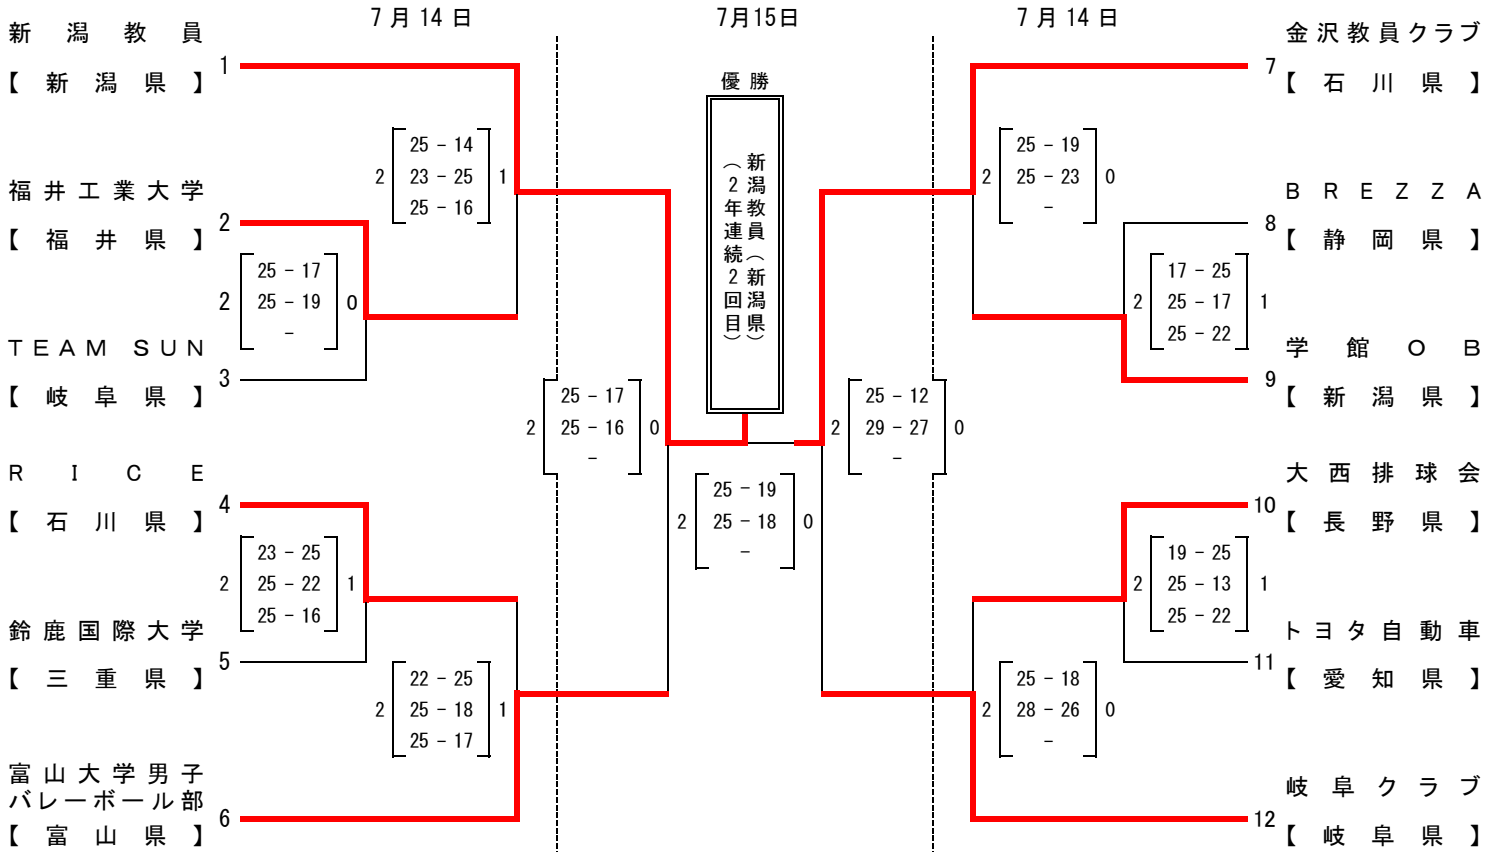 7月14日
7月15日
7月14日
新潟教員
1
【新潟県】
福井工業大学
2
【福井県】
TEAM SUN
3
【岐阜県】
RICE
4
【石川県】
鈴鹿国際大学
5
【三重県】
富山大学男子
バレーボール部
6
【富山県】
2
25 - 17
25 - 19
-
0
2
23 - 25
25 - 22
25 - 16
1
2
25 - 14
23 - 25
25 - 16
1
2
22 - 25
25 - 18
25 - 17
1
2
25 - 17
25 - 16
-
0
優勝
新潟教員(新潟県)
(2年連続2回目)
2
25 - 19
25 - 18
-
0
2
25 - 12
29 - 27
-
0
2
25 - 19
25 - 23
-
0
2
25 - 18
28 - 26
-
0
2
17 - 25
25 - 17
25 - 22
1
2
19 - 25
25 - 13
25 - 22
1
金沢教員クラブ
7
【石川県】
BREZZA
8
【静岡県】
学館OB
9
【新潟県】
大西排球会
10
【長野県】
トヨタ自動車
11
【愛知県】
岐阜クラブ
12
【岐阜県】